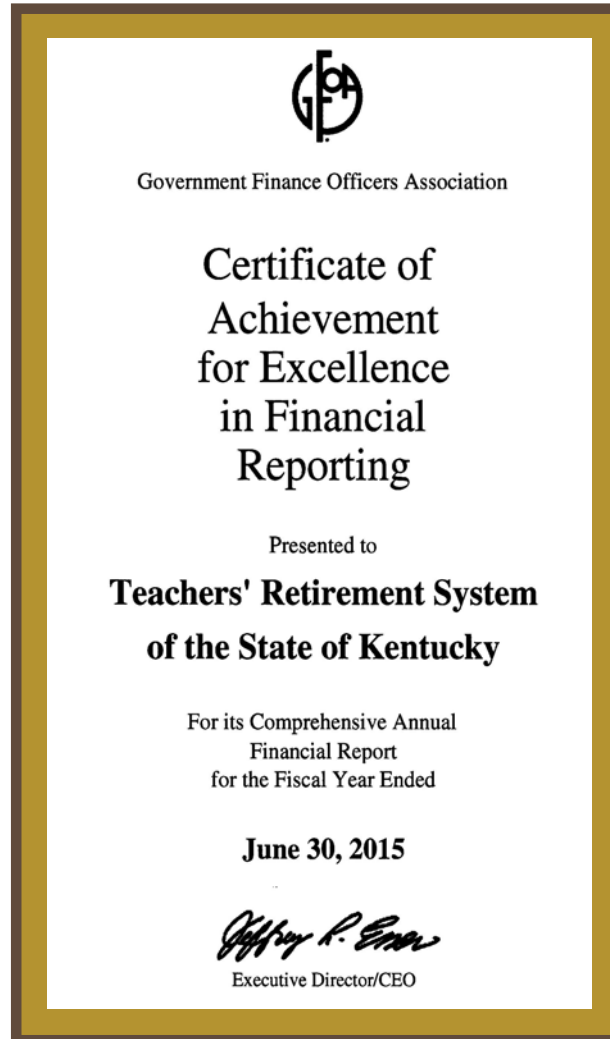 GFOA
Government Finance Officers Association
Certificate of
Achievement
for Excellence
in Financial
Reporting
Presented to
Teachers' Retirement System
of the State of Kentucky
For its Comprehensive Annual
Financial Report
for the Fiscal Year Ended
June 30, 2015
Jeffrey R. Ener
Executive Director/CEO